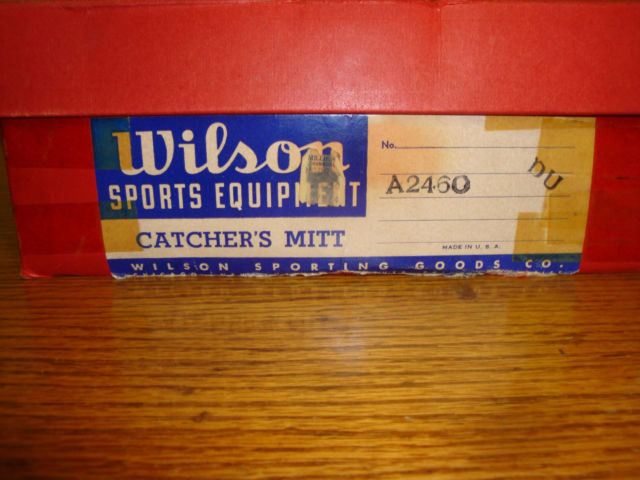 Wilson
SPORTS EQUIPMENT
CATCHER'S MITT
No.
A2460
DU
MADE IN U. S. A.
WILSON SPORTING GOODS CO.